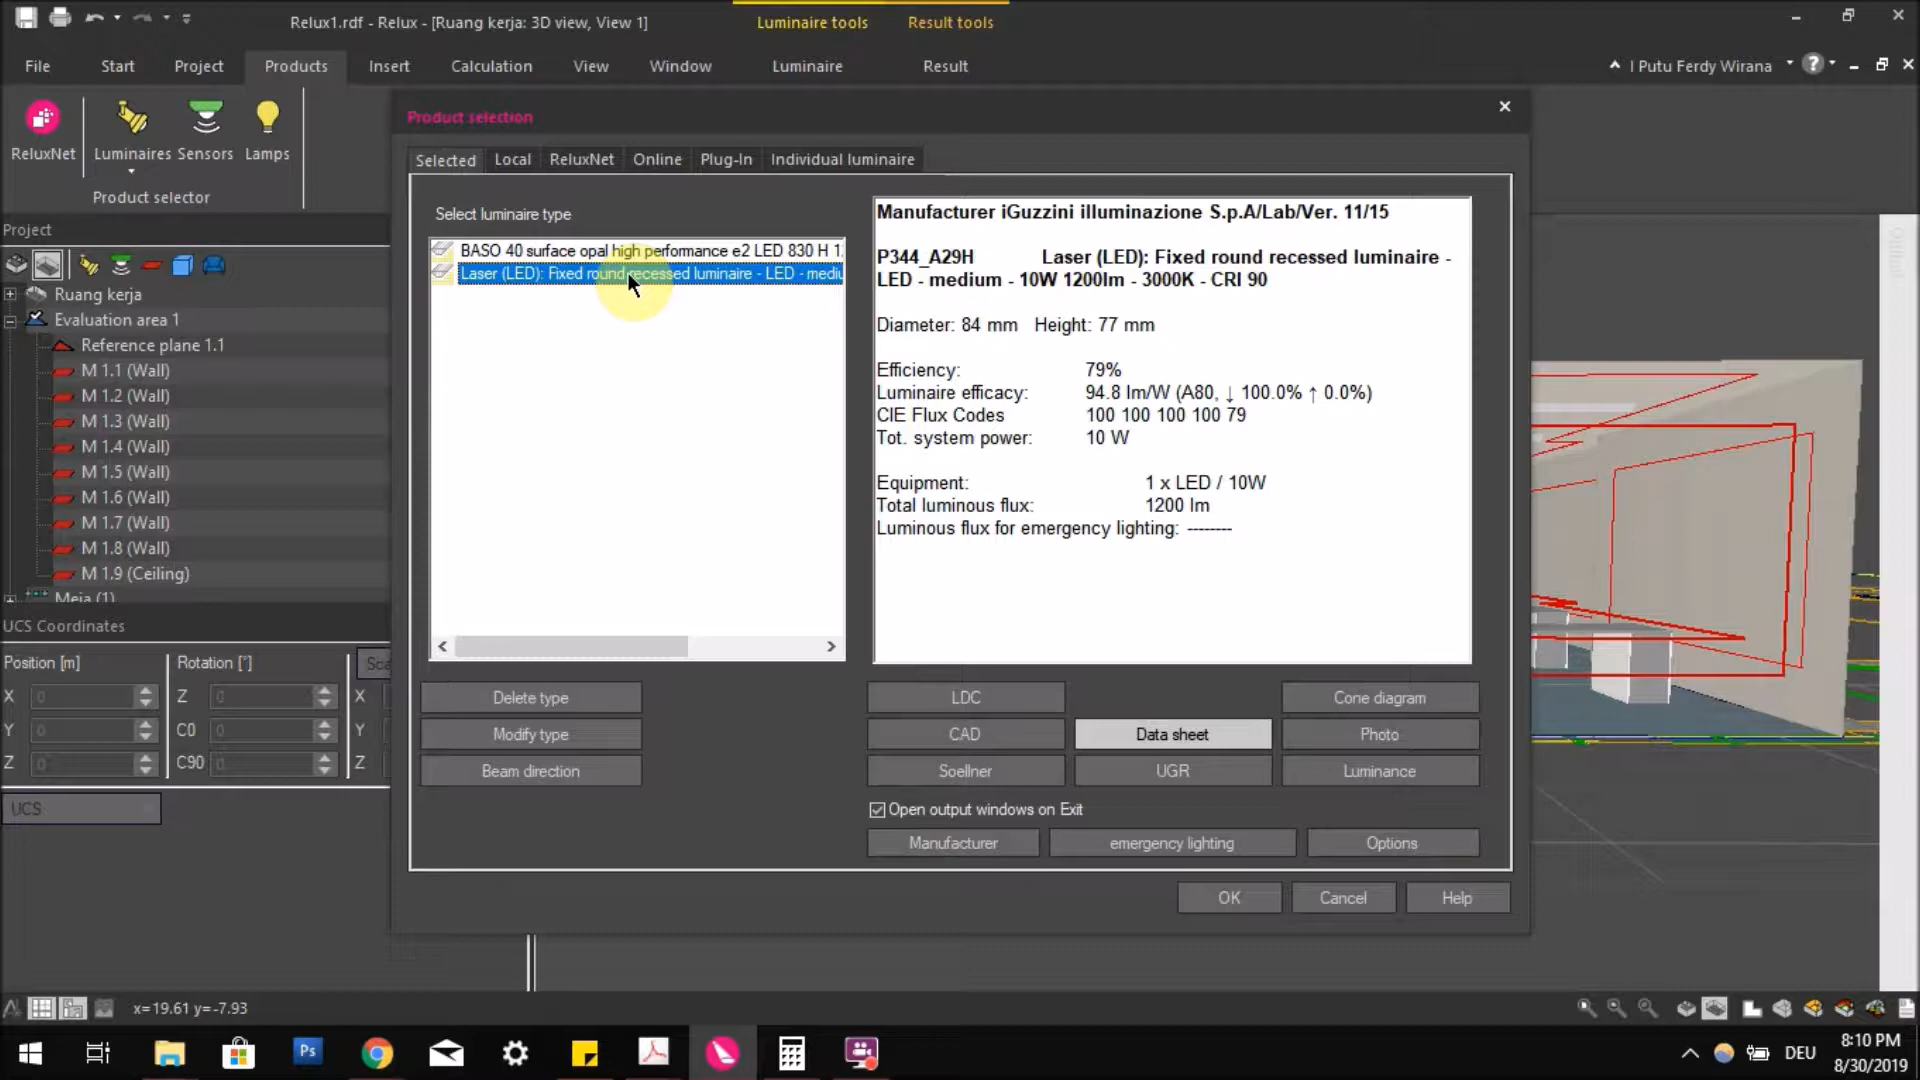 Relux1.rdf - Relux - [Ruang kerja: 3D view, View 1]
Luminaire tools
Result tools
File
Start
Project
Products
Insert
Calculation
View
Window
Luminaire
Result
I Putu Ferdy Wirana
?
ReluxNet
Luminaires
Sensors
Lamps
Product selector
Product selection
Selected
Local
ReluxNet
Online
Plug-In
Individual luminaire
Project
Ruang kerja
Evaluation area 1
Reference plane 1.1
M 1.1 (Wall)
M 1.2 (Wall)
M 1.3 (Wall)
M 1.4 (Wall)
M 1.5 (Wall)
M 1.6 (Wall)
M 1.7 (Wall)
M 1.8 (Wall)
M 1.9 (Ceiling)
Meja (1)
Select luminaire type
BASO 40 surface opal high performance e2 LED 830 H 1
Laser (LED): Fixed round recessed luminaire - LED - mediu
Manufacturer iGuzzini illuminazione S.p.A/Lab/Ver. 11/15
P344_A29H Laser (LED): Fixed round recessed luminaire -
LED - medium - 10W 1200lm - 3000K - CRI 90
Diameter: 84 mm Height: 77 mm
Efficiency: 79%
Luminaire efficacy: 94.8 lm/W (A80, ↓ 100.0% ↑ 0.0%)
CIE Flux Codes 100 100 100 100 79
Tot. system power: 10 W
Equipment: 1 x LED / 10W
Total luminous flux: 1200 lm
Luminous flux for emergency lighting: --------
UCS Coordinates
Position [m]
Rotation [°]
Sca
X 0 Z 0 X
Y 0 C0 0 Y
Z 0 C90 0 Z
UCS
Delete type
Modify type
Beam direction
LDC
Cone diagram
CAD
Data sheet
Photo
Soellner
UGR
Luminance
Open output windows on Exit
Manufacturer
emergency lighting
Options
OK
Cancel
Help
x=19.61 y=-7.93
Ps
DEU
8:10 PM
8/30/2019